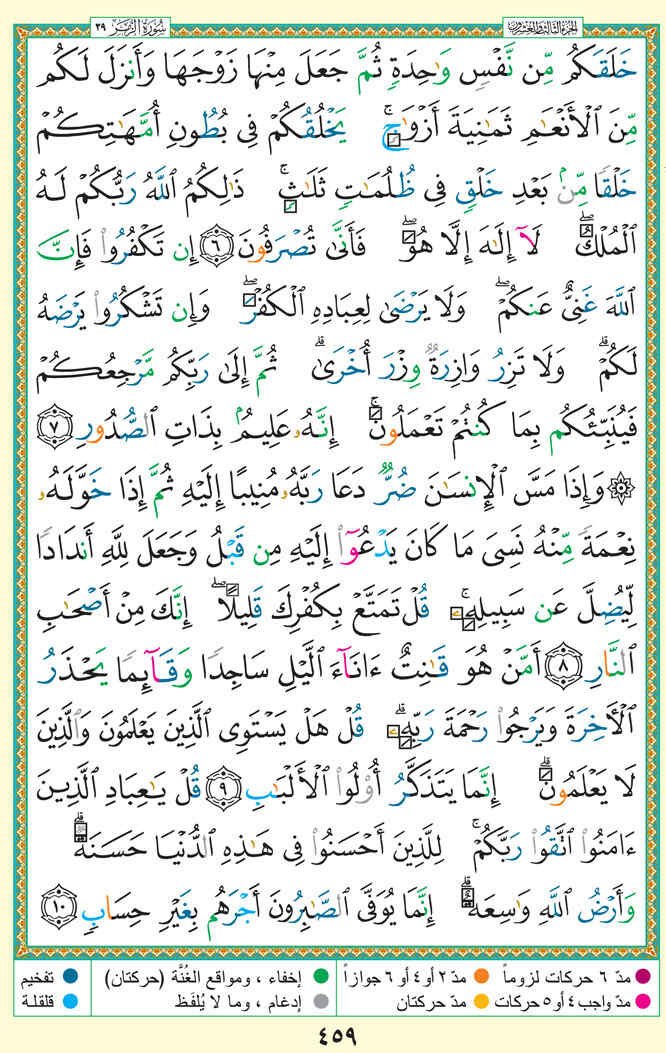 سُورَةُ الزُّمَرِ ٣٩
الجزء الثالث والعشرون
خَلَقَكُم مِّن نَّفْسٍ وَٰحِدَةٍ ثُمَّ جَعَلَ مِنْهَا زَوْجَهَا وَأَنزَلَ لَكُم
مِّنَ ٱلْأَنْعَٰمِ ثَمَٰنِيَةَ أَزْوَٰجٍۚ يَخْلُقُكُمْ فِى بُطُونِ أُمَّهَٰتِكُمْ
خَلْقًا مِّنۢ بَعْدِ خَلْقٍ فِى ظُلُمَٰتٍ ثَلَٰثٍۚ ذَٰلِكُمُ ٱللَّهُ رَبُّكُمْ لَهُ
ٱلْمُلْكُۖ لَآ إِلَٰهَ إِلَّا هُوَۖ فَأَنَّىٰ تُصْرَفُونَ ٦ إِن تَكْفُرُوا۟ فَإِنَّ
ٱللَّهَ غَنِىٌّ عَنكُمْۖ وَلَا يَرْضَىٰ لِعِبَادِهِ ٱلْكُفْرَۖ وَإِن تَشْكُرُوا۟ يَرْضَهُ
لَكُمْۗ وَلَا تَزِرُ وَازِرَةٌ وِزْرَ أُخْرَىٰۗ ثُمَّ إِلَىٰ رَبِّكُم مَّرْجِعُكُمْ
فَيُنَبِّئُكُم بِمَا كُنتُمْ تَعْمَلُونَۚ إِنَّهُۥ عَلِيمٌۢ بِذَاتِ ٱلصُّدُورِ ٧
۞ وَإِذَا مَسَّ ٱلْإِنسَٰنَ ضُرٌّ دَعَا رَبَّهُۥ مُنِيبًا إِلَيْهِ ثُمَّ إِذَا خَوَّلَهُۥ
نِعْمَةً مِّنْهُ نَسِىَ مَا كَانَ يَدْعُوٓا۟ إِلَيْهِ مِن قَبْلُ وَجَعَلَ لِلَّهِ أَندَادًا
لِّيُضِلَّ عَن سَبِيلِهِۦۚ قُلْ تَمَتَّعْ بِكُفْرِكَ قَلِيلًاۖ إِنَّكَ مِنْ أَصْحَٰبِ
ٱلنَّارِ ٨ أَمَّنْ هُوَ قَٰنِتٌ ءَانَآءَ ٱلَّيْلِ سَاجِدًا وَقَآئِمًا يَحْذَرُ
ٱلْءَاخِرَةَ وَيَرْجُوا۟ رَحْمَةَ رَبِّهِۦۗ قُلْ هَلْ يَسْتَوِى ٱلَّذِينَ يَعْلَمُونَ وَٱلَّذِينَ
لَا يَعْلَمُونَۗ إِنَّمَا يَتَذَكَّرُ أُو۟لُوا۟ ٱلْأَلْبَٰبِ ٩ قُلْ يَٰعِبَادِ ٱلَّذِينَ
ءَامَنُوا۟ ٱتَّقُوا۟ رَبَّكُمْۚ لِلَّذِينَ أَحْسَنُوا۟ فِى هَٰذِهِ ٱلدُّنْيَا حَسَنَةٌۗ
وَأَرْضُ ٱللَّهِ وَٰسِعَةٌۗ إِنَّمَا يُوَفَّى ٱلصَّٰبِرُونَ أَجْرَهُم بِغَيْرِ حِسَابٍ ١٠
مدّ ٦ حركات لزوماً
مدّ ٢ أو ٤ أو ٦ جوازاً
إخفاء ، ومواقع الغُنَّة (حركتان)
تفخيم
مدّ واجب ٤ أو ٥ حركات
مدّ حركتان
إدغام ، وما لا يُلفَظ
قلقلة
٤٥٩